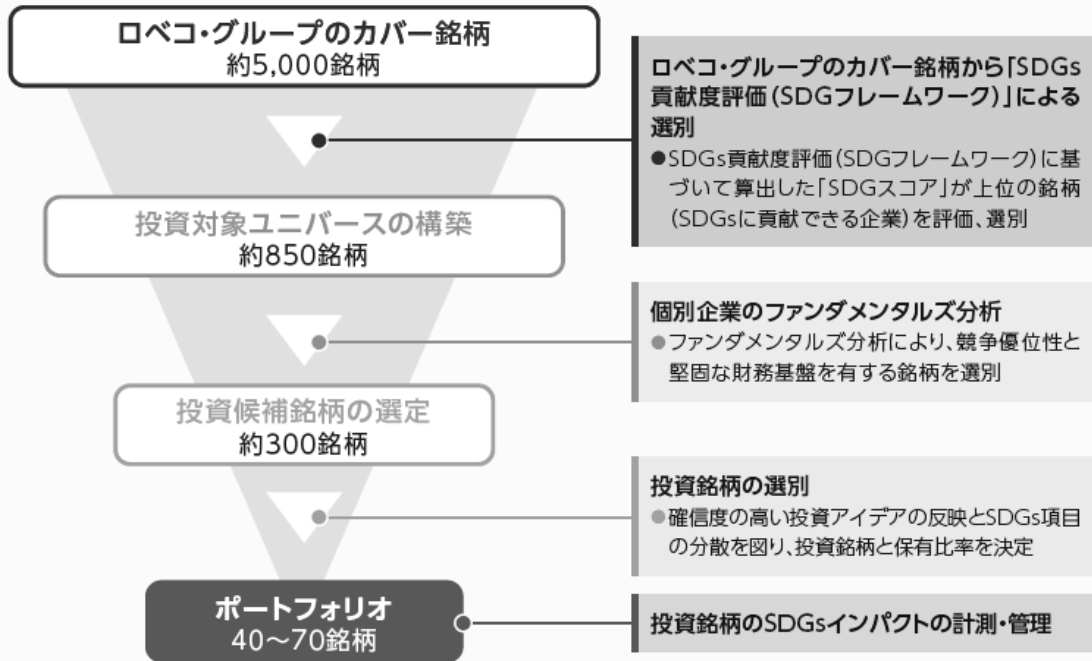 ロベコ・グループのカバー銘柄
約5,000銘柄
ロベコ・グループのカバー銘柄から「SDGs
貢献度評価(SDGフレームワーク)」による
選別
●SDGs貢献度評価(SDGフレームワーク)に基
づいて算出した「SDGスコア」が上位の銘柄
(SDGsに貢献できる企業)を評価、選別
投資対象ユニバースの構築
約850銘柄
個別企業のファンダメンタルズ分析
●ファンダメンタルズ分析により、競争優位性と
堅固な財務基盤を有する銘柄を選別
投資候補銘柄の選定
約300銘柄
投資銘柄の選別
●確信度の高い投資アイデアの反映とSDGs項目
の分散を図り、投資銘柄と保有比率を決定
ポートフォリオ
40~70銘柄
投資銘柄のSDGsインパクトの計測・管理